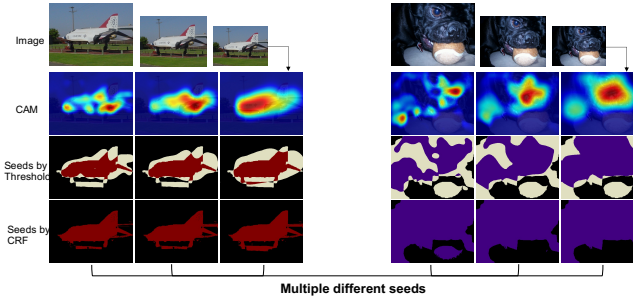 Image
CAM
Seeds by
Threshold
Seeds by
CRF
Multiple different seeds